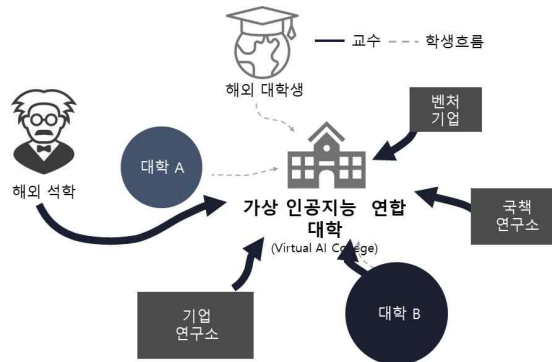 교수
학생흐름
해외 대학생
벤처
기업
대학 A
해외 석학
가상 인공지능 연합
대학
(Virtual AI College)
국책
연구소
기업
연구소
대학 B